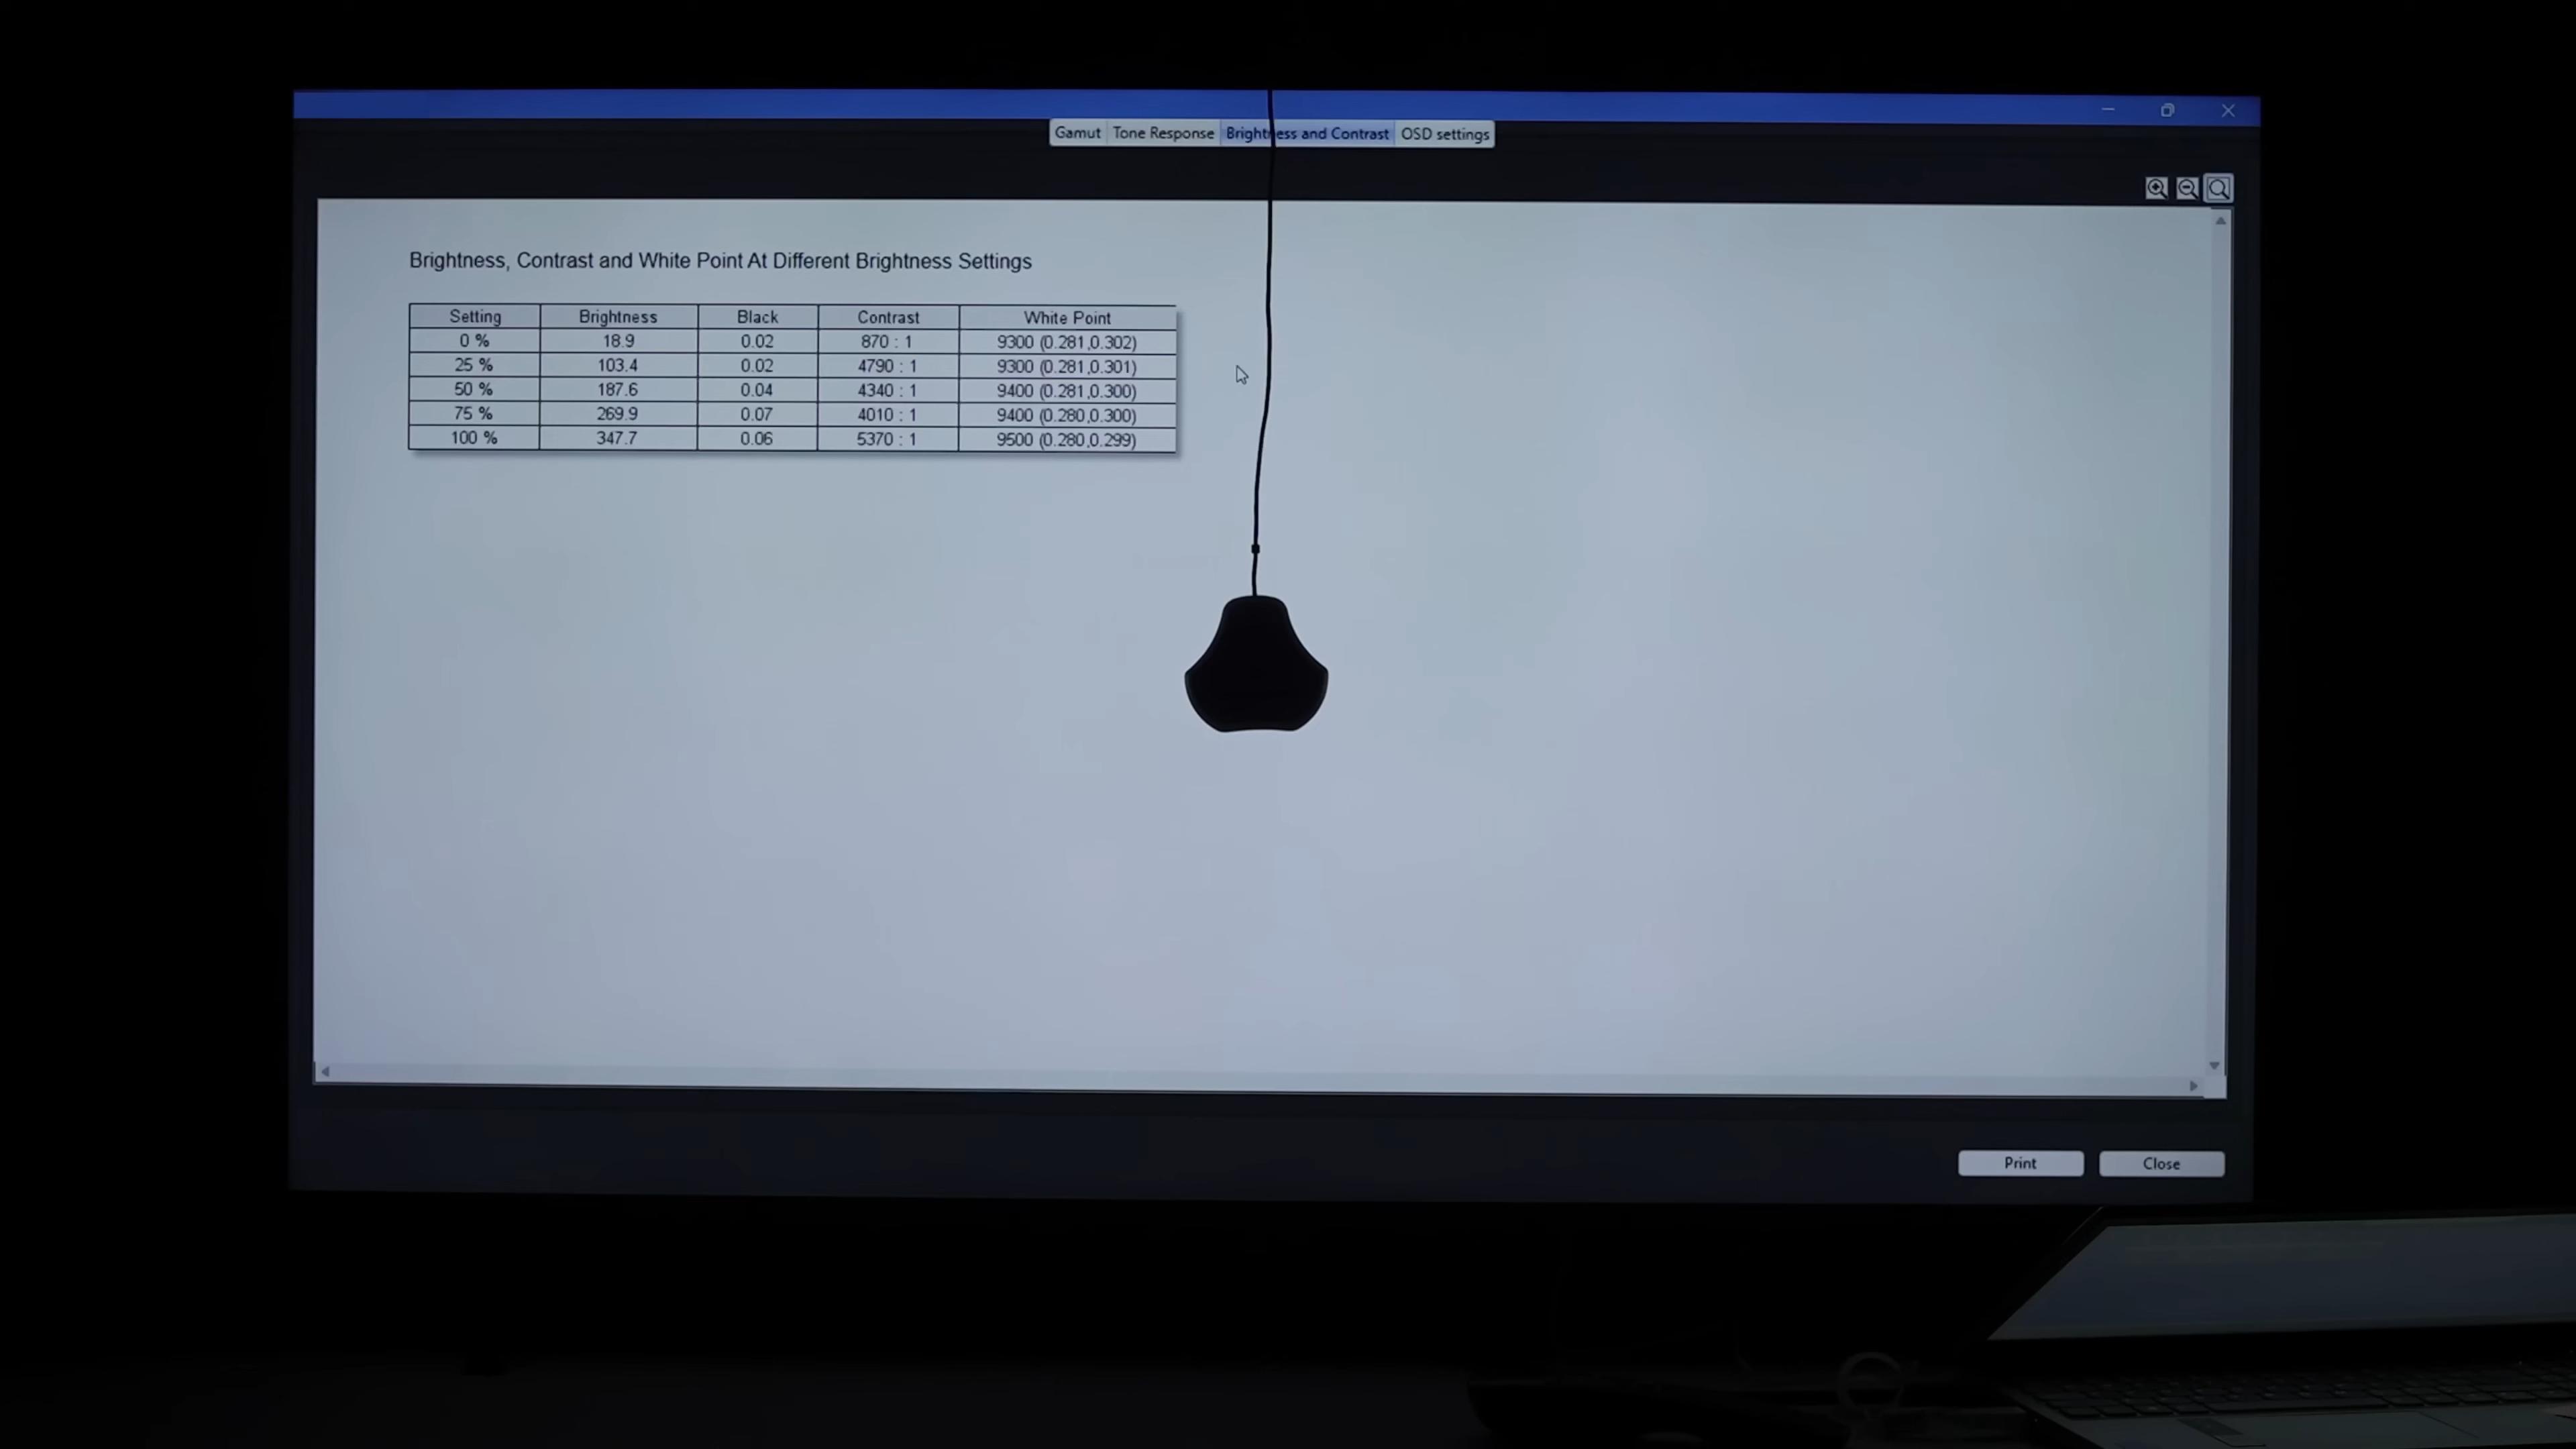 Gamut Tone Response Brightness and Contrast OSD settings
Brightness, Contrast and White Point At Different Brightness Settings
Setting Brightness Black Contrast White Point
0 % 18.9 0.02 870 : 1 9300 (0.281,0.302)
25 % 103.4 0.02 4790 : 1 9300 (0.281,0.301)
50 % 187.6 0.04 4340 : 1 9400 (0.281,0.300)
75 % 269.9 0.07 4010 : 1 9400 (0.280,0.300)
100 % 347.7 0.06 5370 : 1 9500 (0.280,0.299)
Print Close